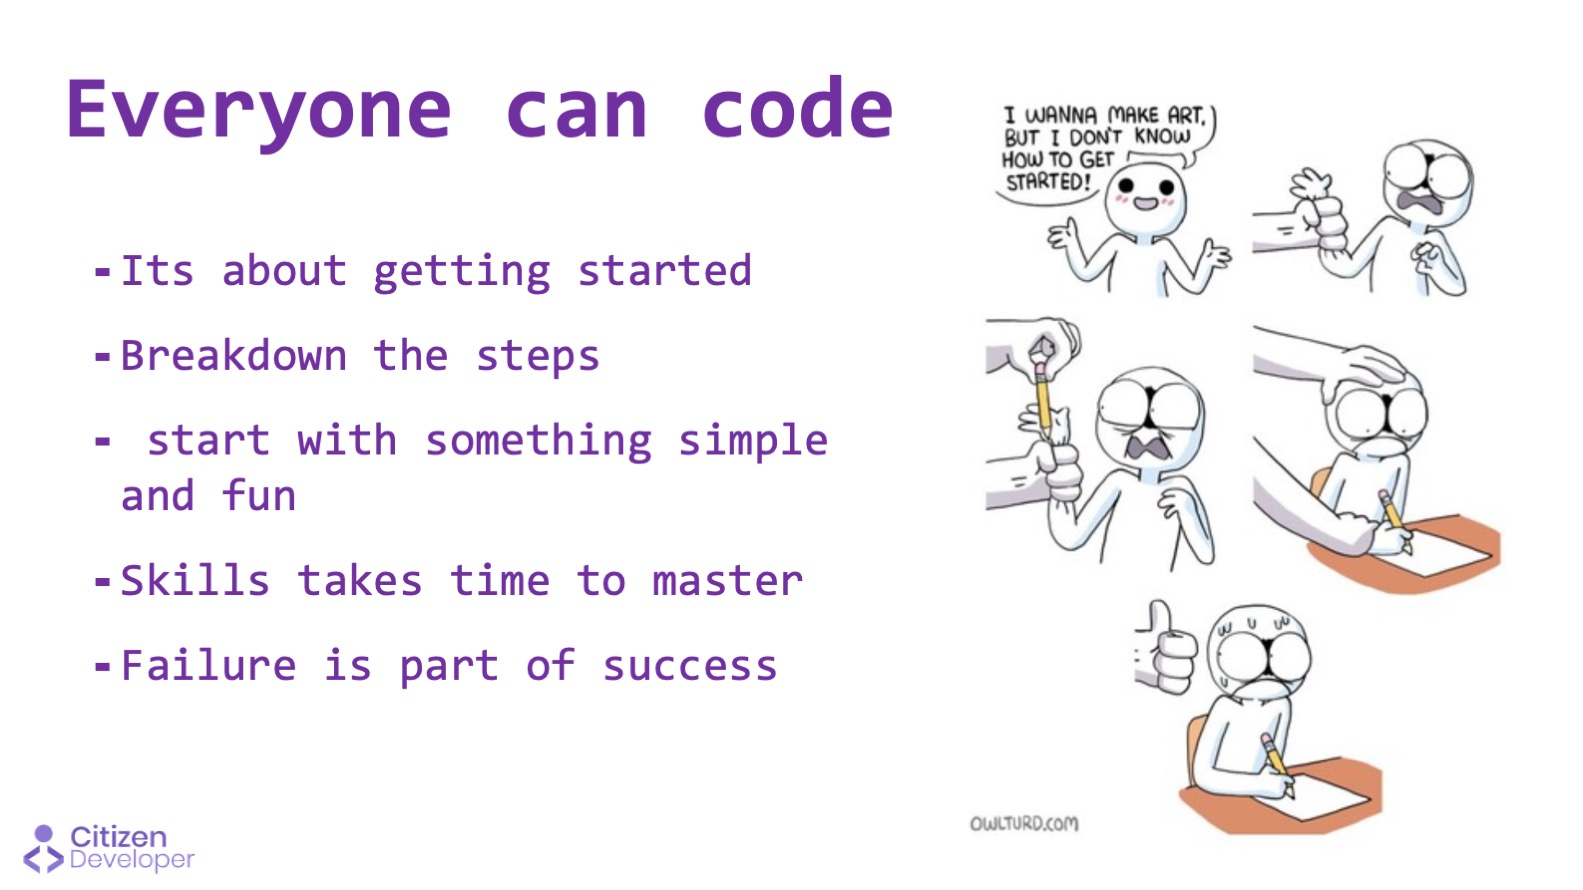 Everyone can code
-Its about getting started
-Breakdown the steps
- start with something simple
and fun
-Skills takes time to master
-Failure is part of success
I WANNA MAKE ART,
BUT I DON'T KNOW
HOW TO GET
STARTED!
OWLTURD.COM
Citizen
Developer